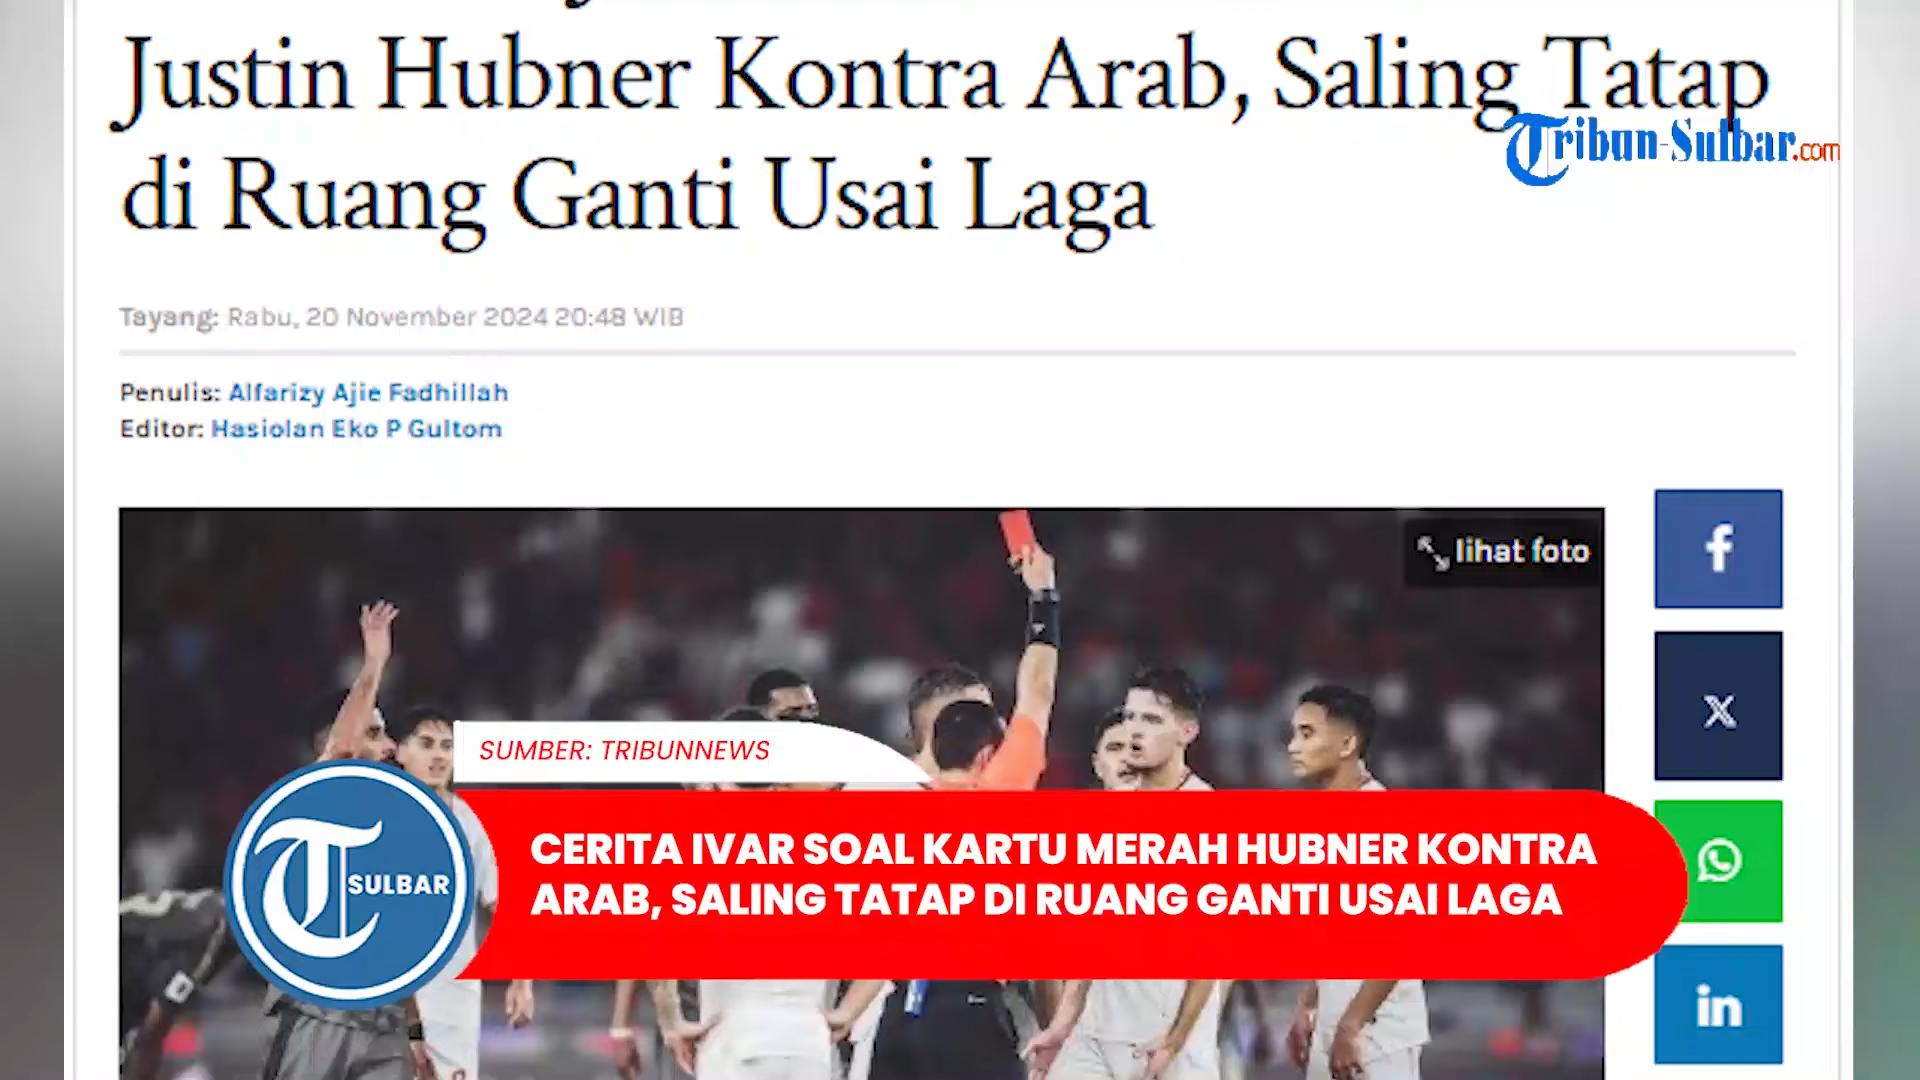 Justin Hubner Kontra Arab, Saling Tatap
di Ruang Ganti Usai Laga
Tribun-Sulbar.com
Tayang: Rabu, 20 November 2024 20:48 WIB
Penulis: Alfarizy Ajie Fadhillah
Editor: Hasiolan Eko P Gultom
lihat foto
f
X
in
SUMBER: TRIBUNNEWS
T SULBAR
CERITA IVAR SOAL KARTU MERAH HUBNER KONTRA
ARAB, SALING TATAP DI RUANG GANTI USAI LAGA